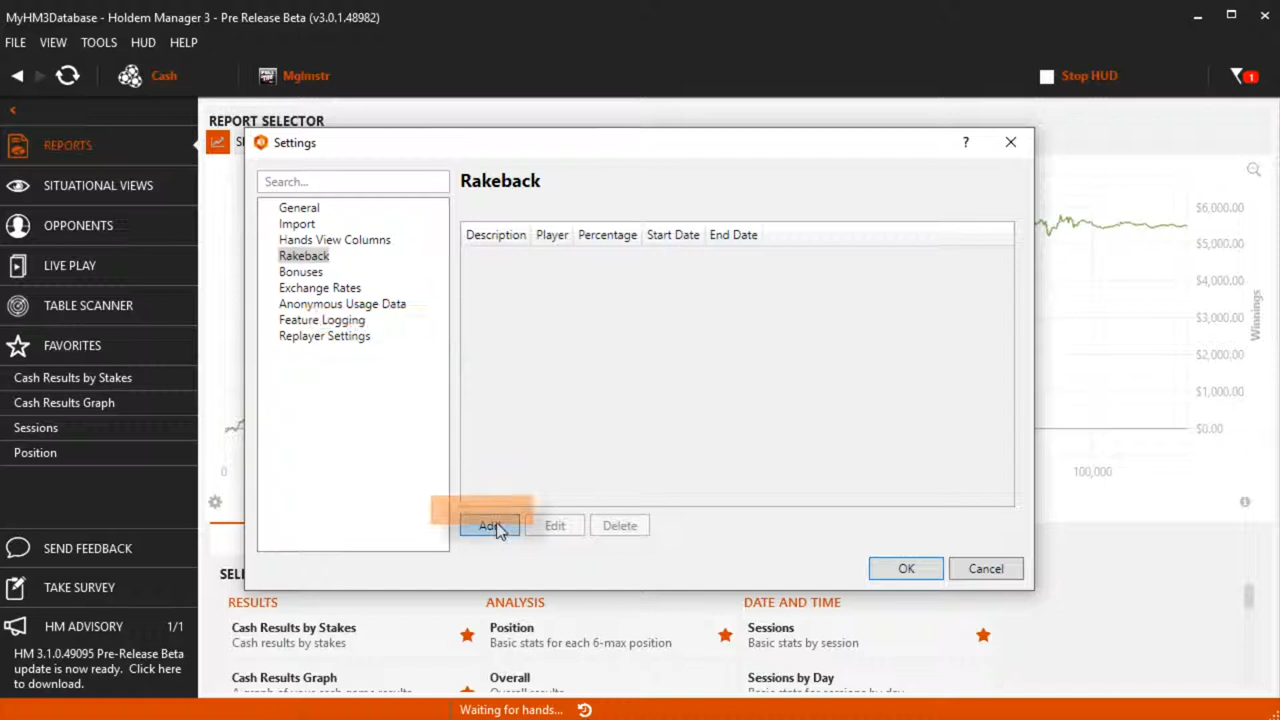 MyHM3Database - Holdem Manager 3 - Pre Release Beta (v3.0.1.48982)
FILE VIEW TOOLS HUD HELP
Cash
Mglmstr
Stop HUD
1
REPORTS
SITUATIONAL VIEWS
OPPONENTS
LIVE PLAY
TABLE SCANNER
FAVORITES
Cash Results by Stakes
Cash Results Graph
Sessions
Position
SEND FEEDBACK
TAKE SURVEY
HM ADVISORY 1/1
HM 3.1.0.49095 Pre-Release Beta
update is now ready. Click here
to download.
REPORT SELECTOR
Settings
?
Search...
General
Import
Hands View Columns
Rakeback
Bonuses
Exchange Rates
Anonymous Usage Data
Feature Logging
Replayer Settings
Rakeback
Description Player Percentage Start Date End Date
Add Edit Delete
OK Cancel
$6,000.00
$5,000.00
$4,000.00
$3,000.00
$2,000.00
$1,000.00
$0.00
Winnings
0
100,000
RESULTS
Cash Results by Stakes
Cash results by stakes
Cash Results Graph
ANALYSIS
Position
Basic stats for each 6-max position
Overall
DATE AND TIME
Sessions
Basic stats by session
Sessions by Day
Waiting for hands...